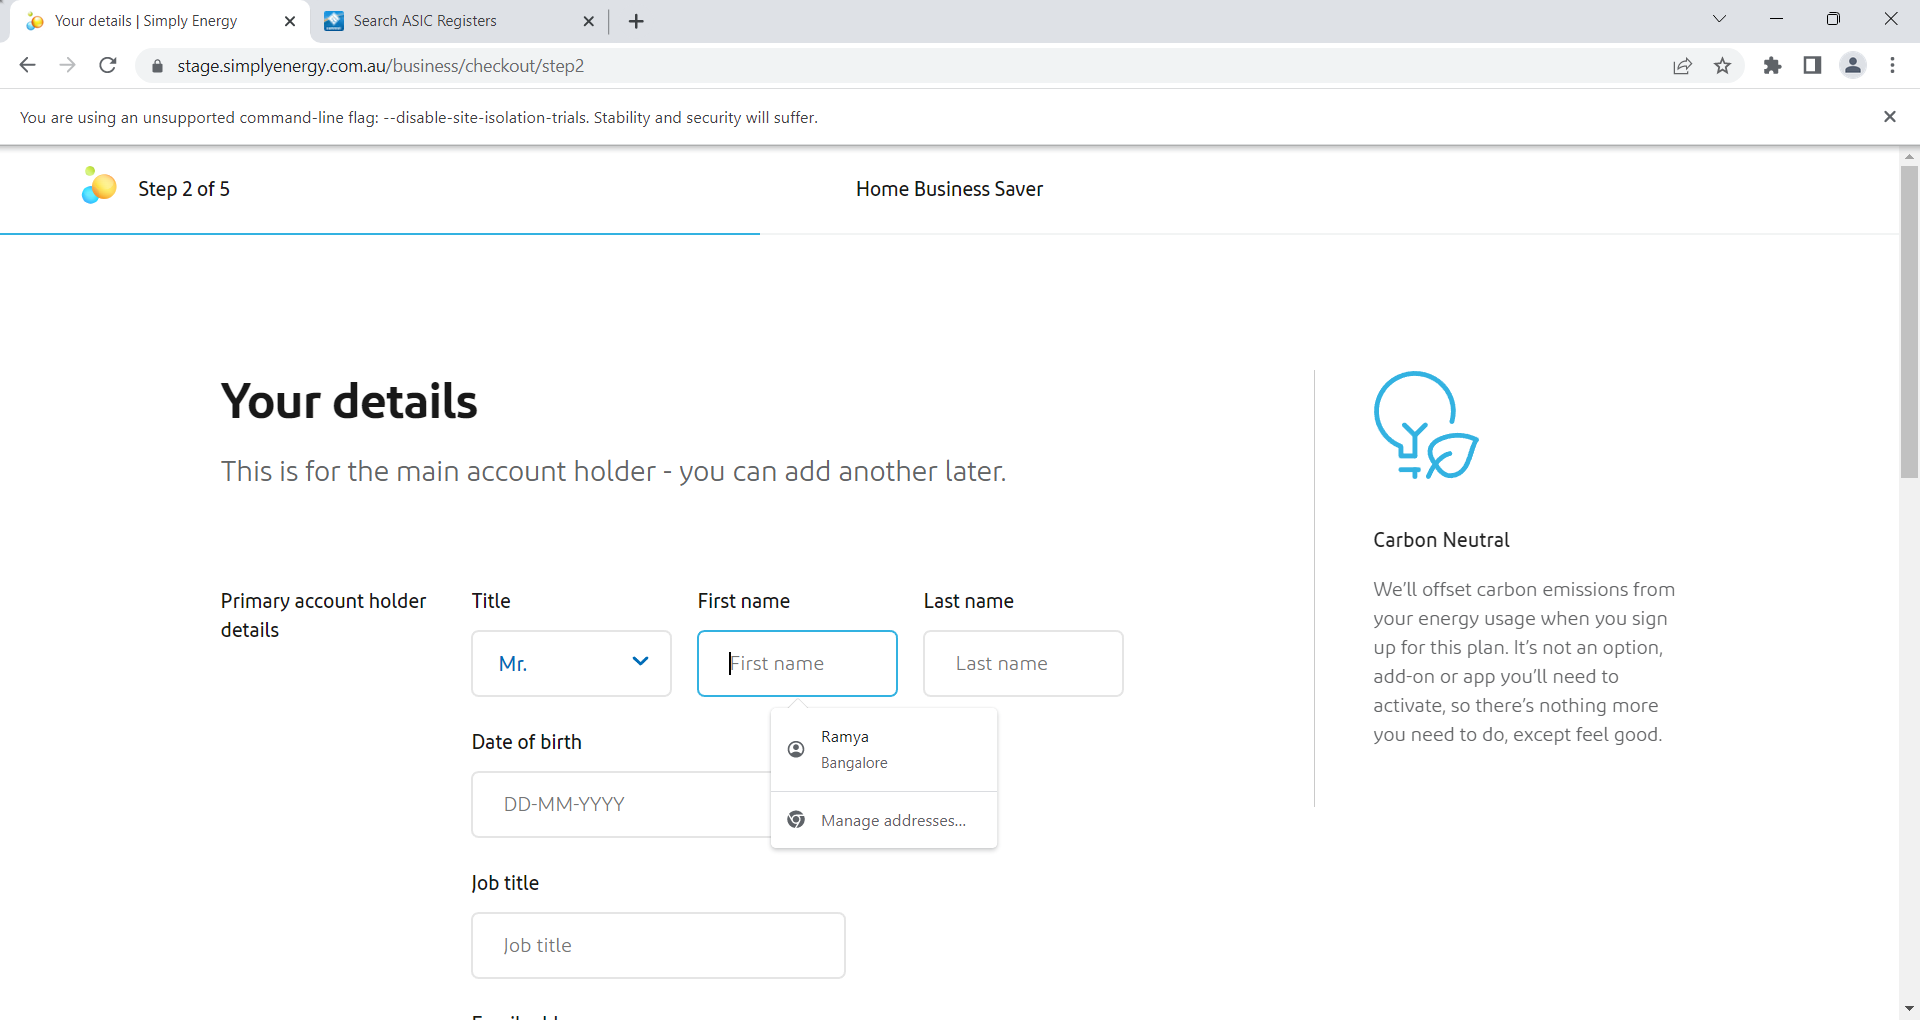 Your details | Simply Energy
Search ASIC Registers
stage.simplyenergy.com.au/business/checkout/step2
You are using an unsupported command-line flag: --disable-site-isolation-trials. Stability and security will suffer.
Step 2 of 5
Home Business Saver
Your details
This is for the main account holder - you can add another later.
Primary account holder
details
Title
First name
Last name
Mr.
First name
Last name
Ramya
Bangalore
Manage addresses...
Date of birth
DD-MM-YYYY
Job title
Job title
Carbon Neutral
We'll offset carbon emissions from
your energy usage when you sign
up for this plan. It's not an option,
add-on or app you'll need to
activate, so there's nothing more
you need to do, except feel good.